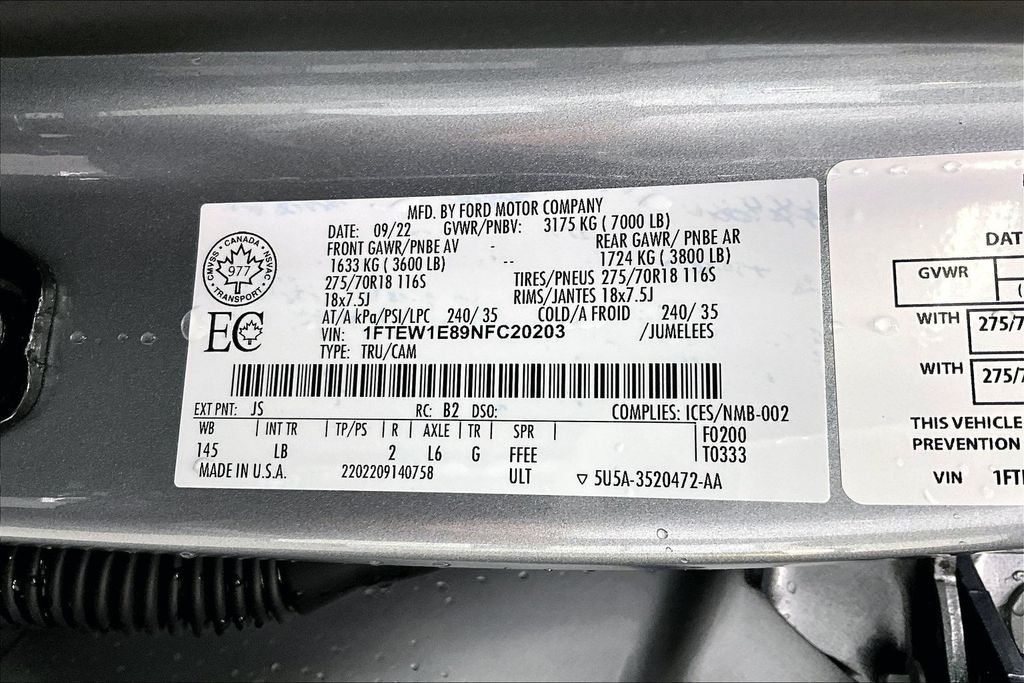 MFD. BY FORD MOTOR COMPANY
DATE: 09/22 GVWR/PNBV: 3175 KG ( 7000 LB)
FRONT GAWR/PNBE AV - REAR GAWR/ PNBE AR
1633 KG ( 3600 LB) -- 1724 KG ( 3800 LB)
275/70R18 116S TIRES/PNEUS 275/70R18 116S
18x7.5J RIMS/JANTES 18x7.5J
AT/A kPa/PSI/LPC 240/ 35 COLD/A FROID 240/ 35
VIN: 1FTEW1E89NFC20203 /JUMELEES
TYPE: TRU/CAM
CANADA
CMVSS · NSVAC
977
TRANSPORT
EC
EXT PNT: JS RC: B2 DSO: COMPLIES: ICES/NMB-002
WB | INT TR | TP/PS | R | AXLE | TR | SPR | F0200
145 LB 2 L6 G FFEE T0333
MADE IN U.S.A. 2202209140758 ULT ▽ 5U5A-3520472-AA
DAT
GVWR
WITH 275/7
WITH 275/7
THIS VEHICLE
PREVENTION
VIN 1FT